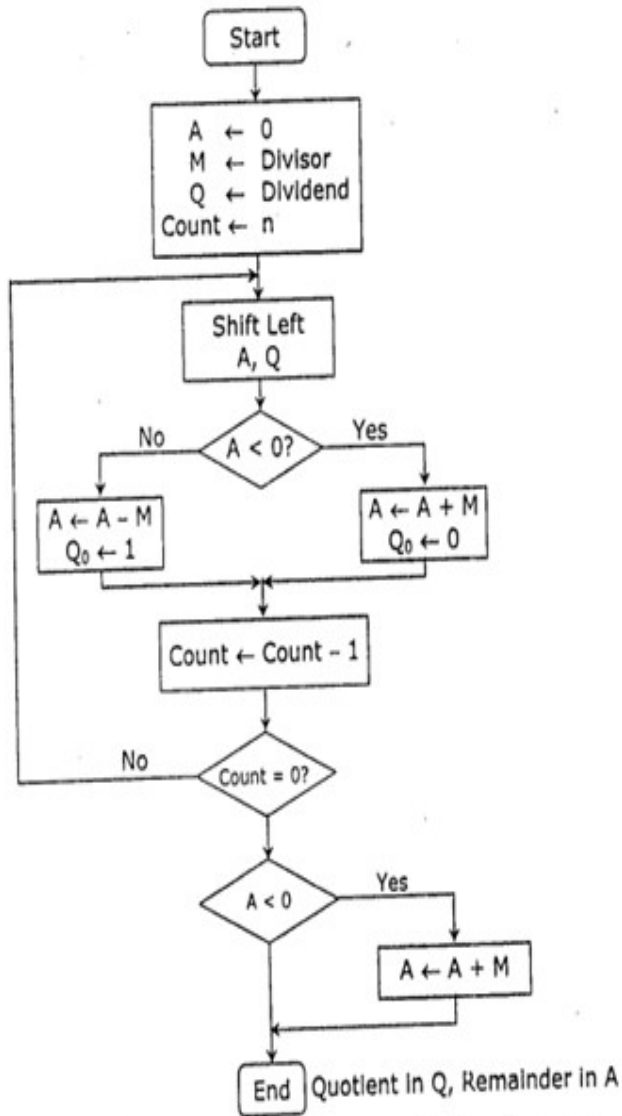 Start
A ← 0
M ← Divisor
Q ← Dividend
Count ← n
Shift Left
A, Q
No
A < 0?
Yes
A ← A – M
Q₀ ← 1
A ← A + M
Q₀ ← 0
Count ← Count – 1
No
Count = 0?
A < 0
Yes
A ← A + M
End
Quotient in Q, Remainder in A